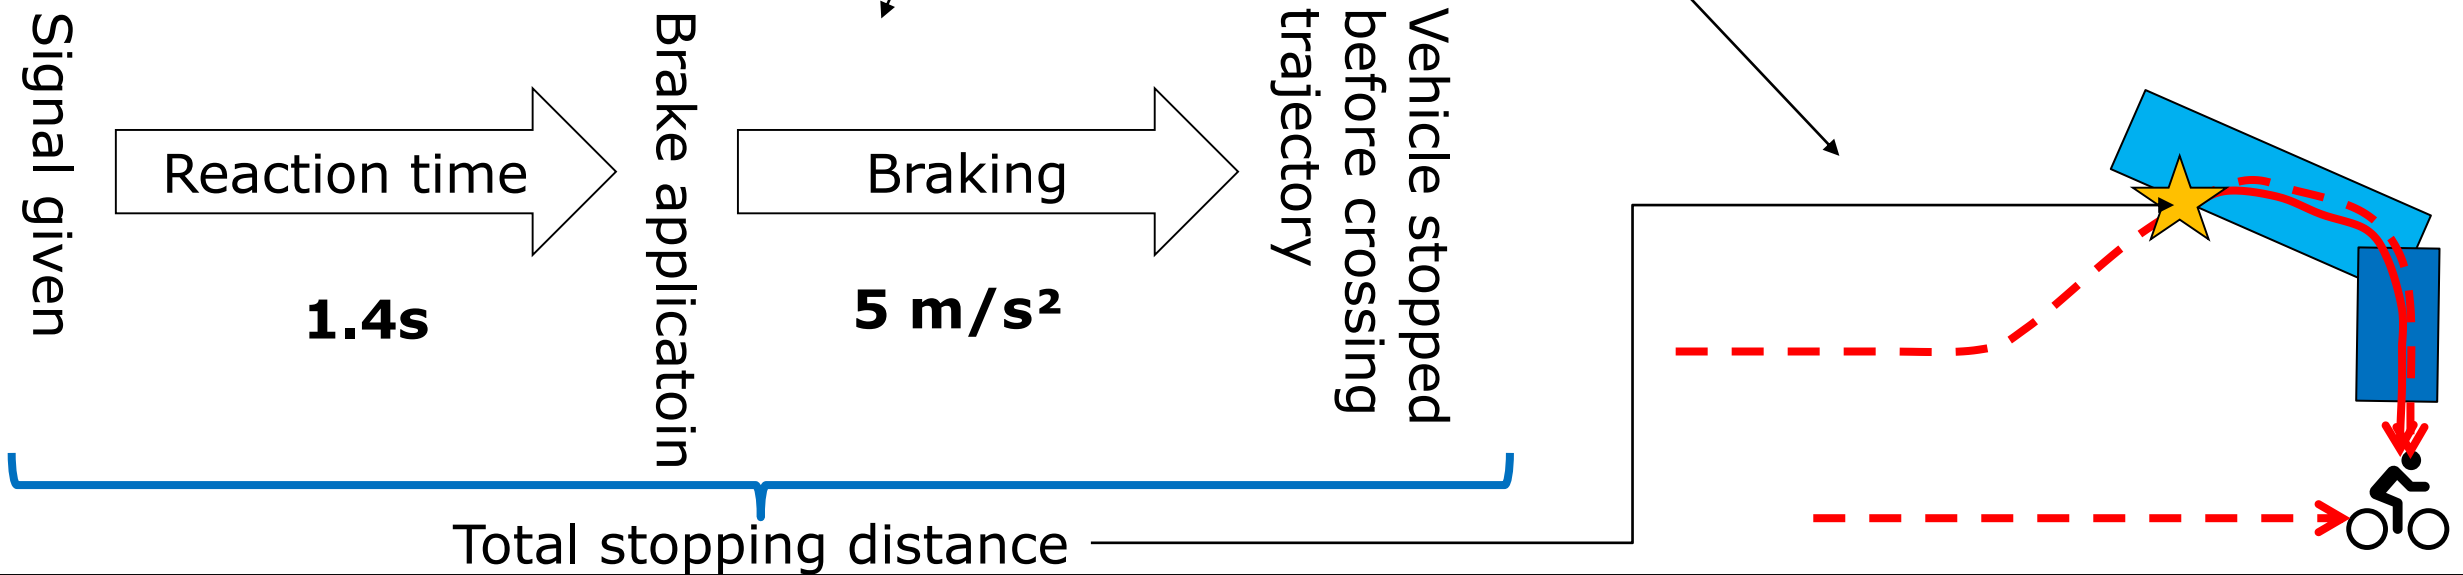 Signal given
Reaction time
1.4s
Brake applicatoin
Braking
5 m/s²
Vehicle stopped
before crossing
trajectory
Total stopping distance